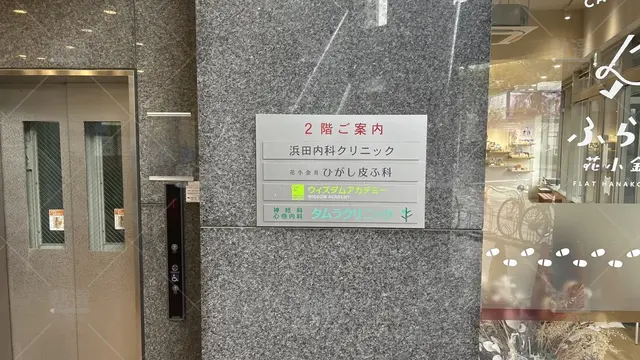 2階ご案内
浜田内科クリニック
花小金井 ひがし皮ふ科
ウィズダムアカデミー
WISDOM ACADEMY
神経科
心療内科 タムラクリニック
ふら
花小金
FLAT HANAKO